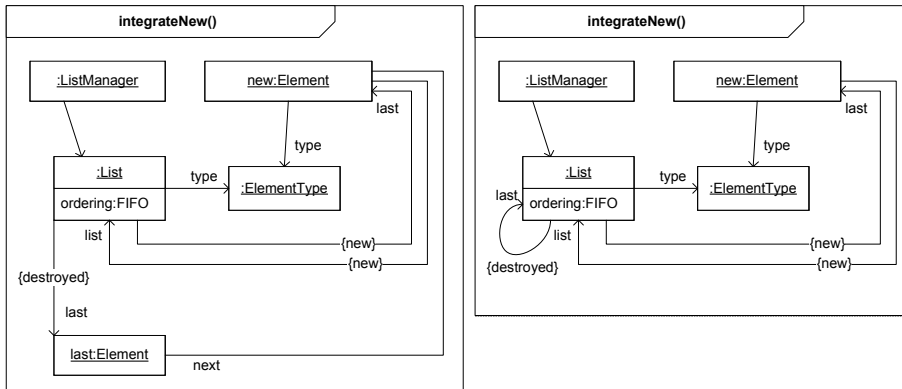 integrateNew()
:ListManager
new:Element
last
type
:List
type
:ElementType
ordering:FIFO
list
{new}
{new}
{destroyed}
last
last:Element
next
integrateNew()
:ListManager
new:Element
last
type
:List
type
:ElementType
last
ordering:FIFO
list
{new}
{new}
{destroyed}